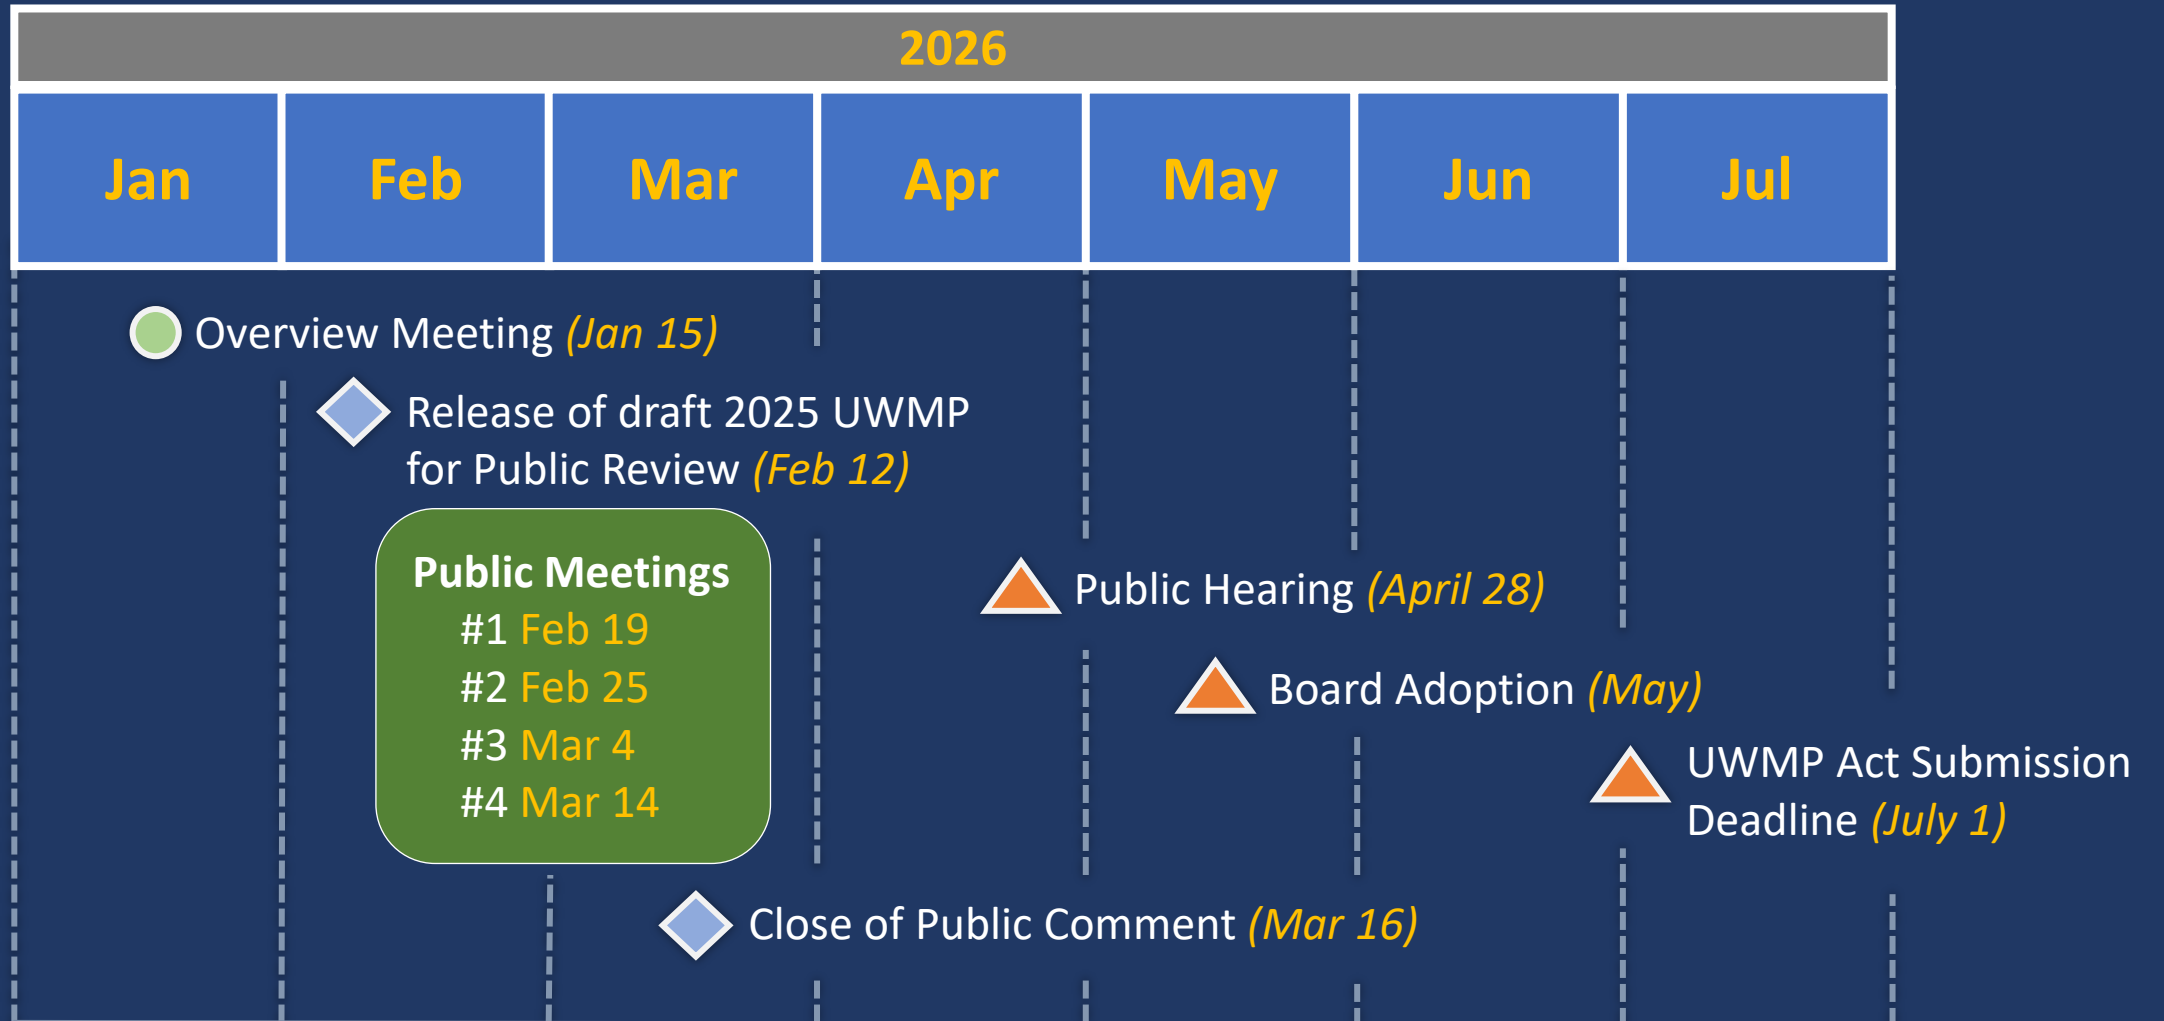 2026
Jan Feb Mar Apr May Jun Jul
Overview Meeting (Jan 15)
Release of draft 2025 UWMP
for Public Review (Feb 12)
Public Meetings
#1 Feb 19
#2 Feb 25
#3 Mar 4
#4 Mar 14
Public Hearing (April 28)
Board Adoption (May)
UWMP Act Submission
Deadline (July 1)
Close of Public Comment (Mar 16)